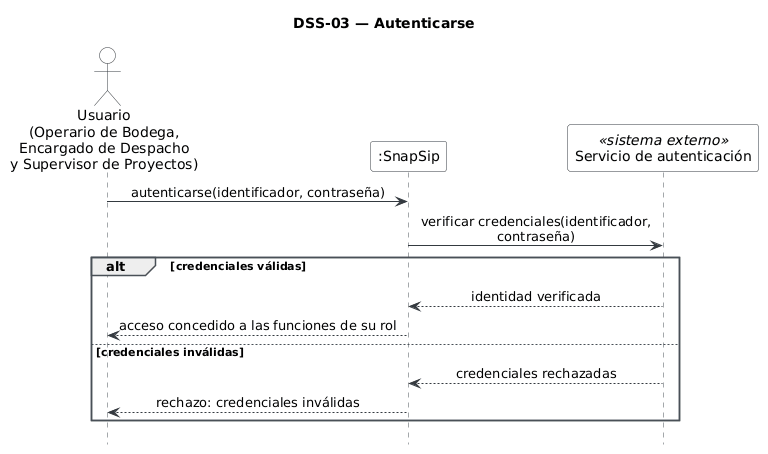 DSS-03 — Autenticarse
Usuario
(Operario de Bodega,
Encargado de Despacho
y Supervisor de Proyectos)
:SnapSip
«sistema externo»
Servicio de autenticación
autenticarse(identificador, contraseña)
verificar credenciales(identificador,
contraseña)
alt
[credenciales válidas]
identidad verificada
acceso concedido a las funciones de su rol
[credenciales inválidas]
credenciales rechazadas
rechazo: credenciales inválidas